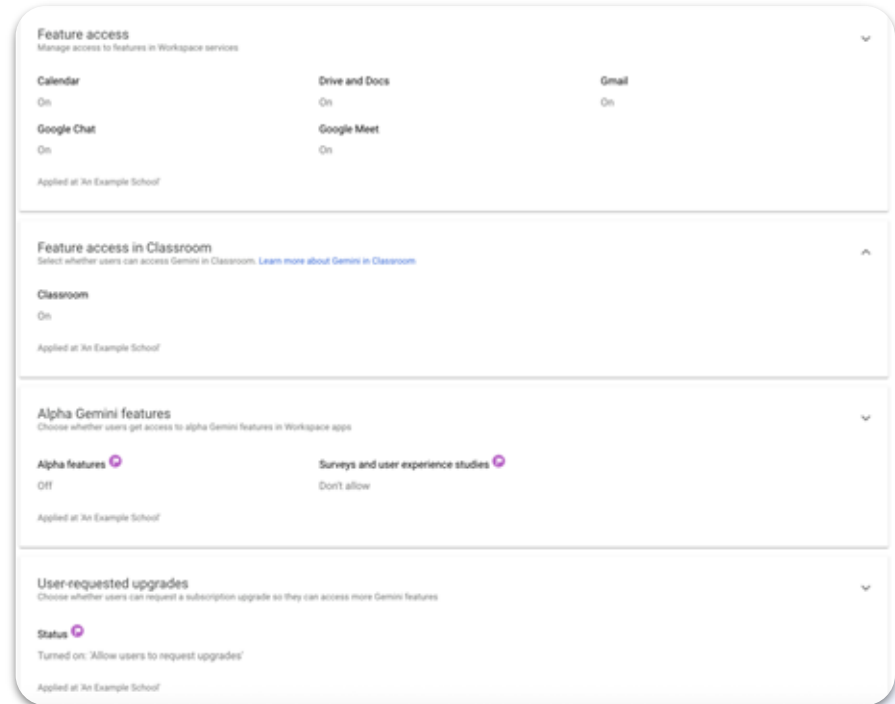 Feature access
Manage access to features in Workspace services
Calendar Drive and Docs Gmail
On On On
Google Chat Google Meet
On On
Applied at 'An Example School'
Feature access in Classroom
Select whether users can access Gemini in Classroom. Learn more about Gemini in Classroom
Classroom
On
Applied at 'An Example School'
Alpha Gemini features
Choose whether users get access to alpha Gemini features in Workspace apps
Alpha features Surveys and user experience studies
Off Don't allow
Applied at 'An Example School'
User-requested upgrades
Choose whether users can request a subscription upgrade so they can access more Gemini features
Status
Turned on: 'Allow users to request upgrades'
Applied at 'An Example School'